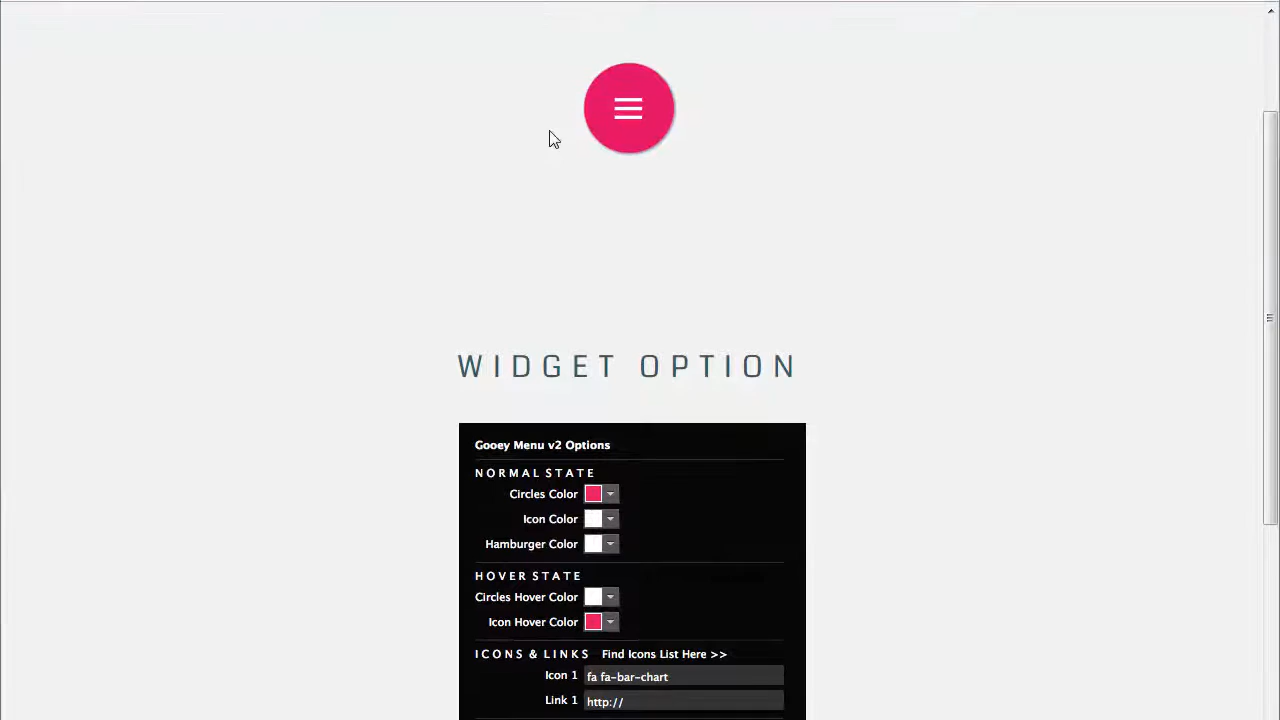 WIDGET OPTION
Gooey Menu v2 Options
NORMAL STATE
Circles Color
Icon Color
Hamburger Color
HOVER STATE
Circles Hover Color
Icon Hover Color
ICONS & LINKS Find Icons List Here >>
Icon 1 fa fa-bar-chart
Link 1 http://